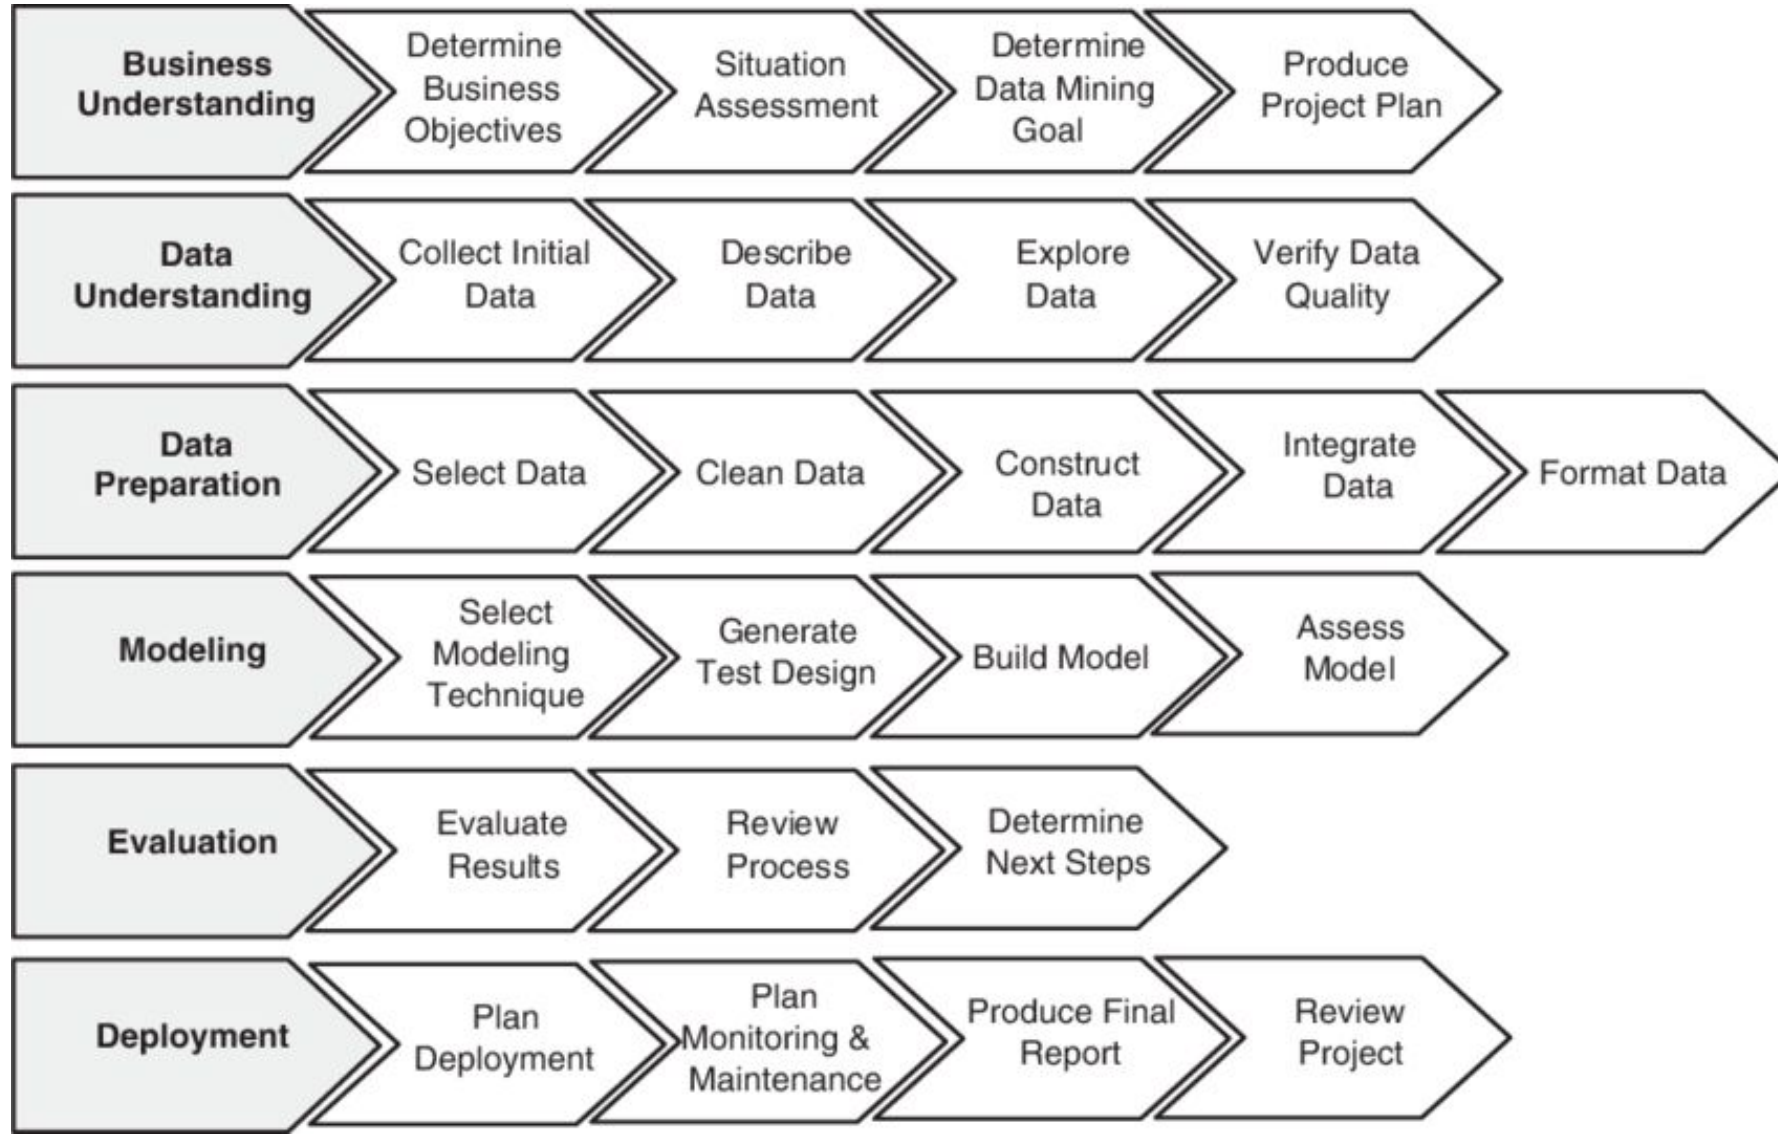 Business
Understanding
Determine
Business
Objectives
Situation
Assessment
Determine
Data Mining
Goal
Produce
Project Plan
Data
Understanding
Collect Initial
Data
Describe
Data
Explore
Data
Verify Data
Quality
Data
Preparation
Select Data
Clean Data
Construct
Data
Integrate
Data
Format Data
Modeling
Select
Modeling
Technique
Generate
Test Design
Build Model
Assess
Model
Evaluation
Evaluate
Results
Review
Process
Determine
Next Steps
Deployment
Plan
Deployment
Plan
Monitoring &
Maintenance
Produce Final
Report
Review
Project